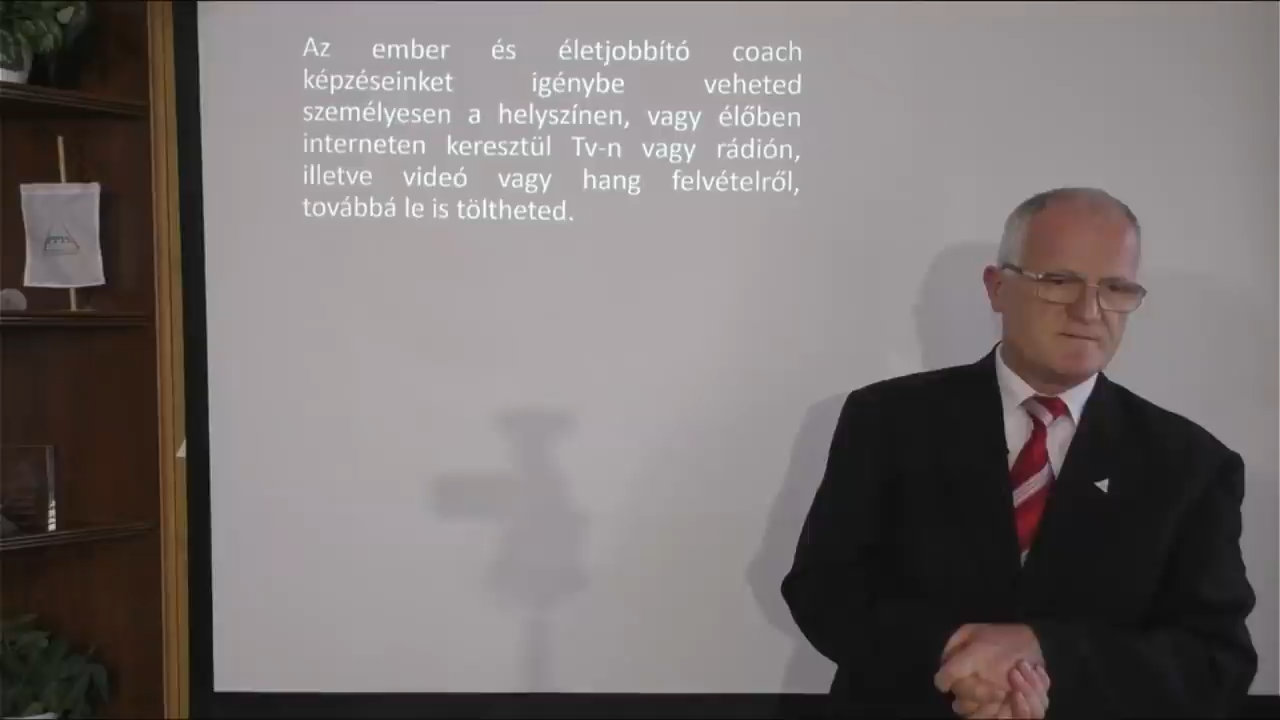 Az ember és életjobbító coach
képzéseinket igénybe veheted
személyesen a helyszínen, vagy élőben
interneten keresztül Tv-n vagy rádión,
illetve videó vagy hang felvételről,
továbbá le is töltheted.